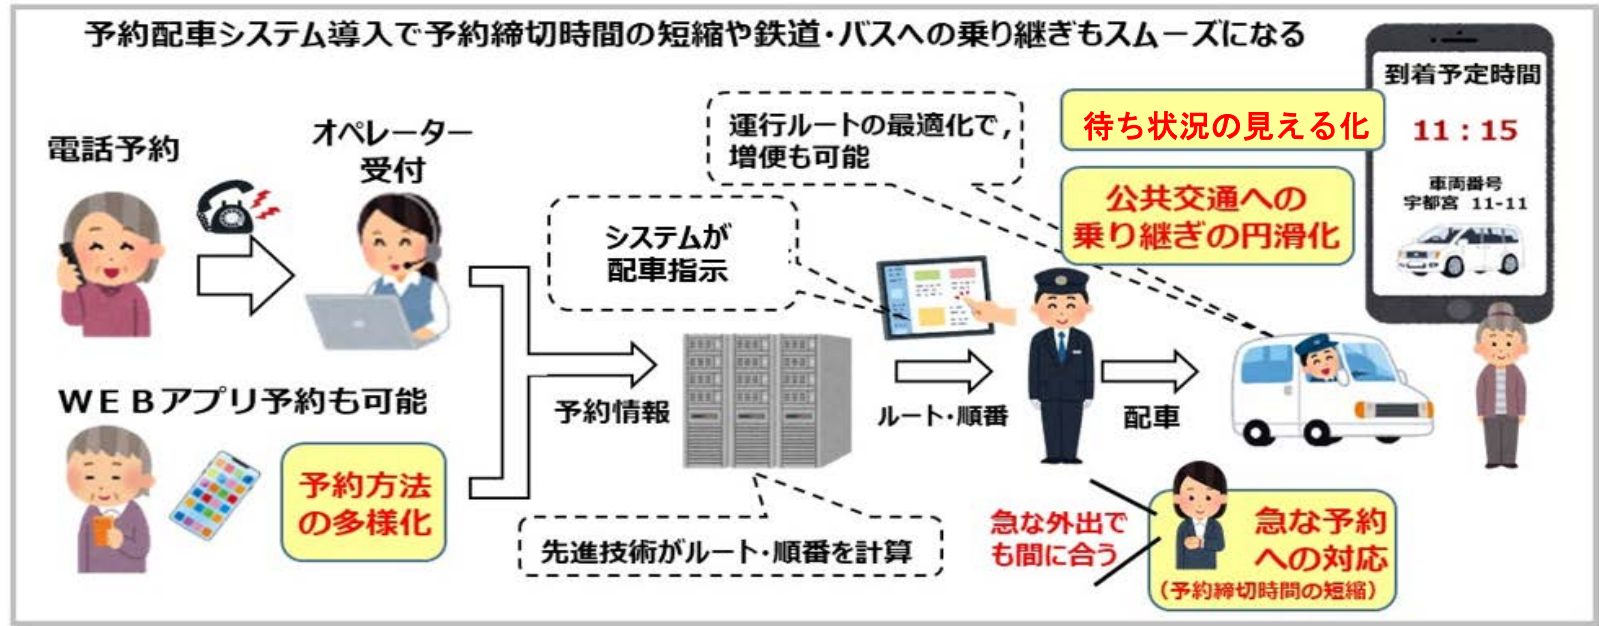 予約配車システム導入で予約締切時間の短縮や鉄道・バスへの乗り継ぎもスムーズになる
電話予約
オペレーター
受付
運行ルートの最適化で，
増便も可能
待ち状況の見える化
到着予定時間
11：15
車両番号
宇都宮 11-11
公共交通への
乗り継ぎの円滑化
システムが
配車指示
WEBアプリ予約も可能
予約方法
の多様化
予約情報
ルート・順番
配車
先進技術がルート・順番を計算
急な外出で
も間に合う
急な予約
への対応
（予約締切時間の短縮）